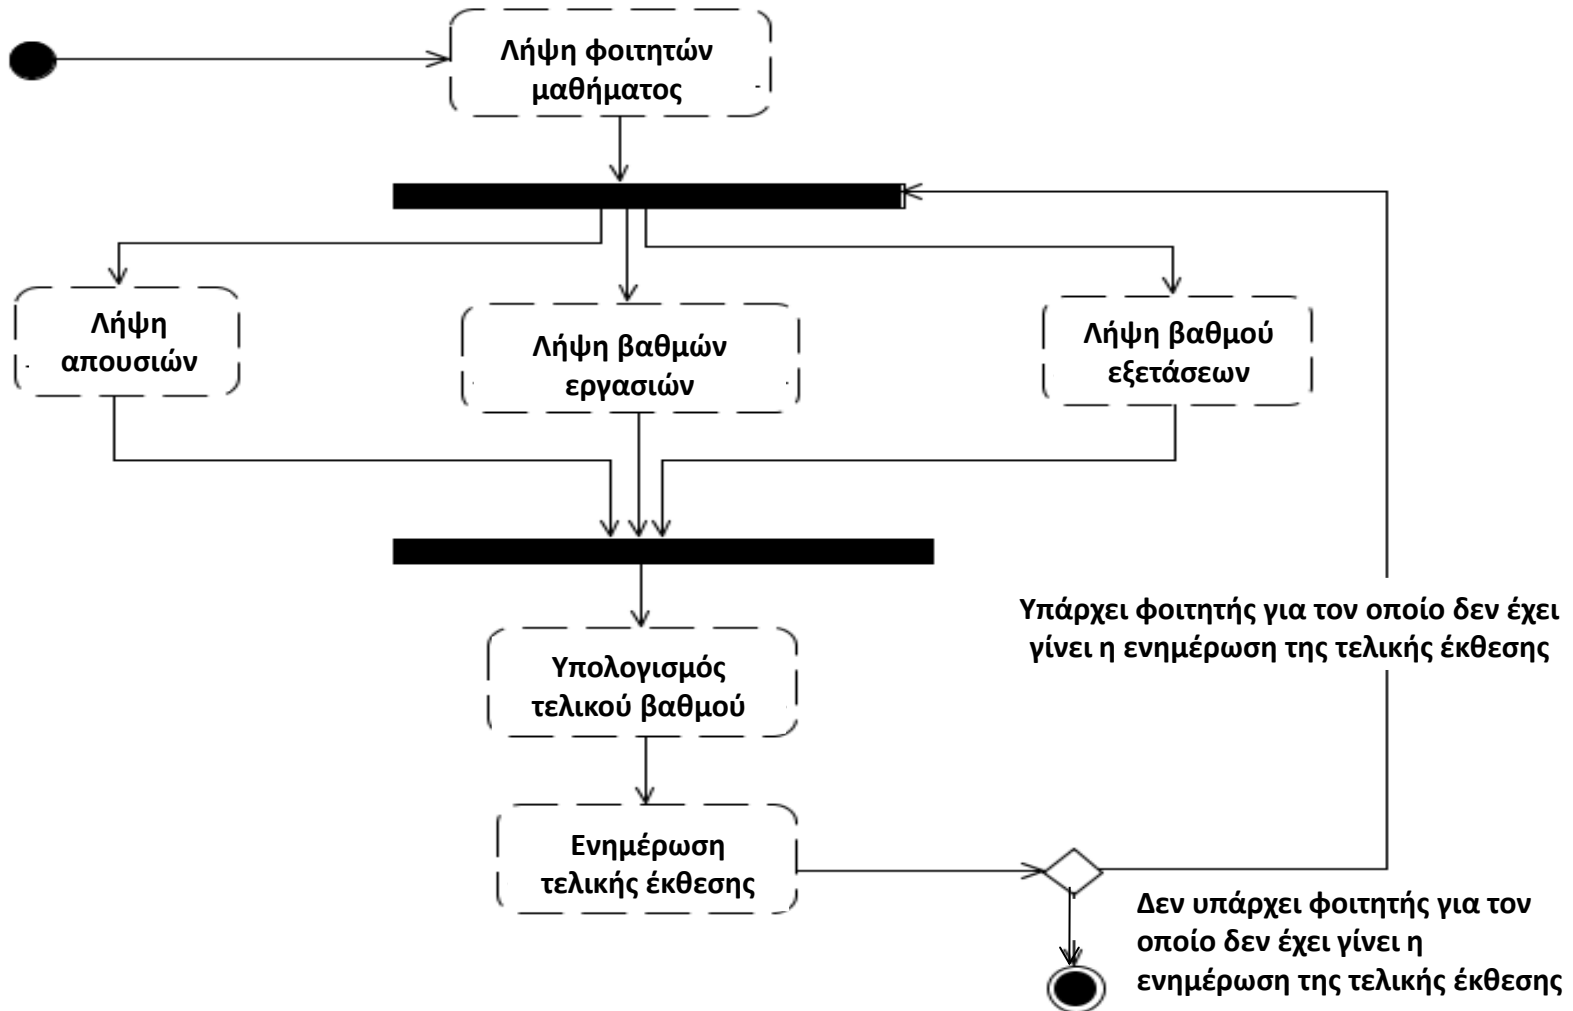 Λήψη φοιτητών
μαθήματος
Λήψη
απουσιών
Λήψη βαθμών
εργασιών
Λήψη βαθμού
εξετάσεων
Υπάρχει φοιτητής για τον οποίο δεν έχει
γίνει η ενημέρωση της τελικής έκθεσης
Υπολογισμός
τελικού βαθμού
Ενημέρωση
τελικής έκθεσης
Δεν υπάρχει φοιτητής για τον
οποίο δεν έχει γίνει η
ενημέρωση της τελικής έκθεσης